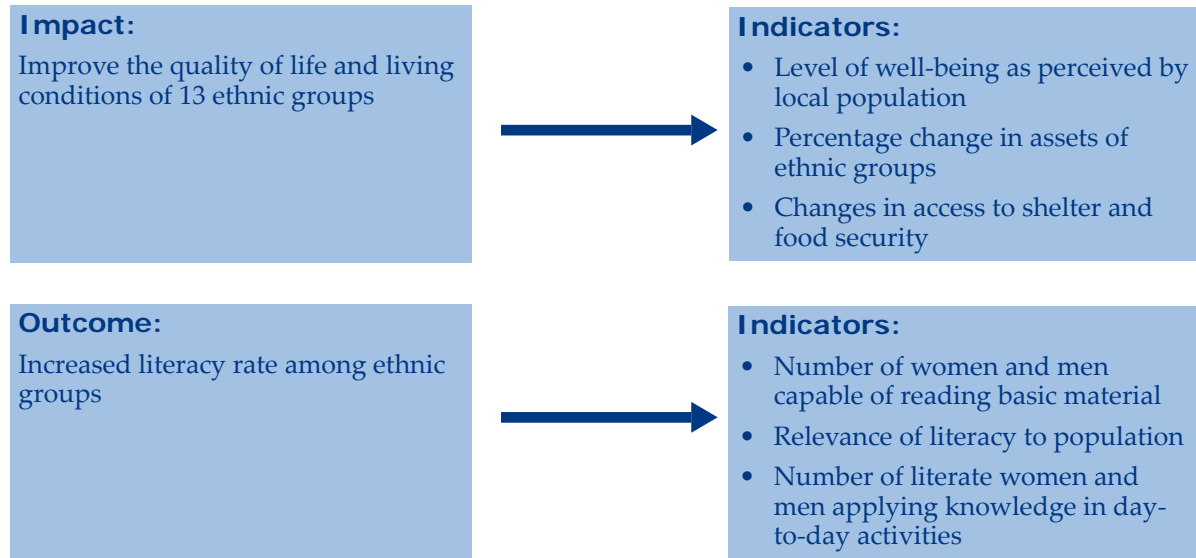 Impact:
Improve the quality of life and living
conditions of 13 ethnic groups
Indicators:
• Level of well-being as perceived by
local population
• Percentage change in assets of
ethnic groups
• Changes in access to shelter and
food security
Outcome:
Increased literacy rate among ethnic
groups
Indicators:
• Number of women and men
capable of reading basic material
• Relevance of literacy to population
• Number of literate women and
men applying knowledge in day-
to-day activities